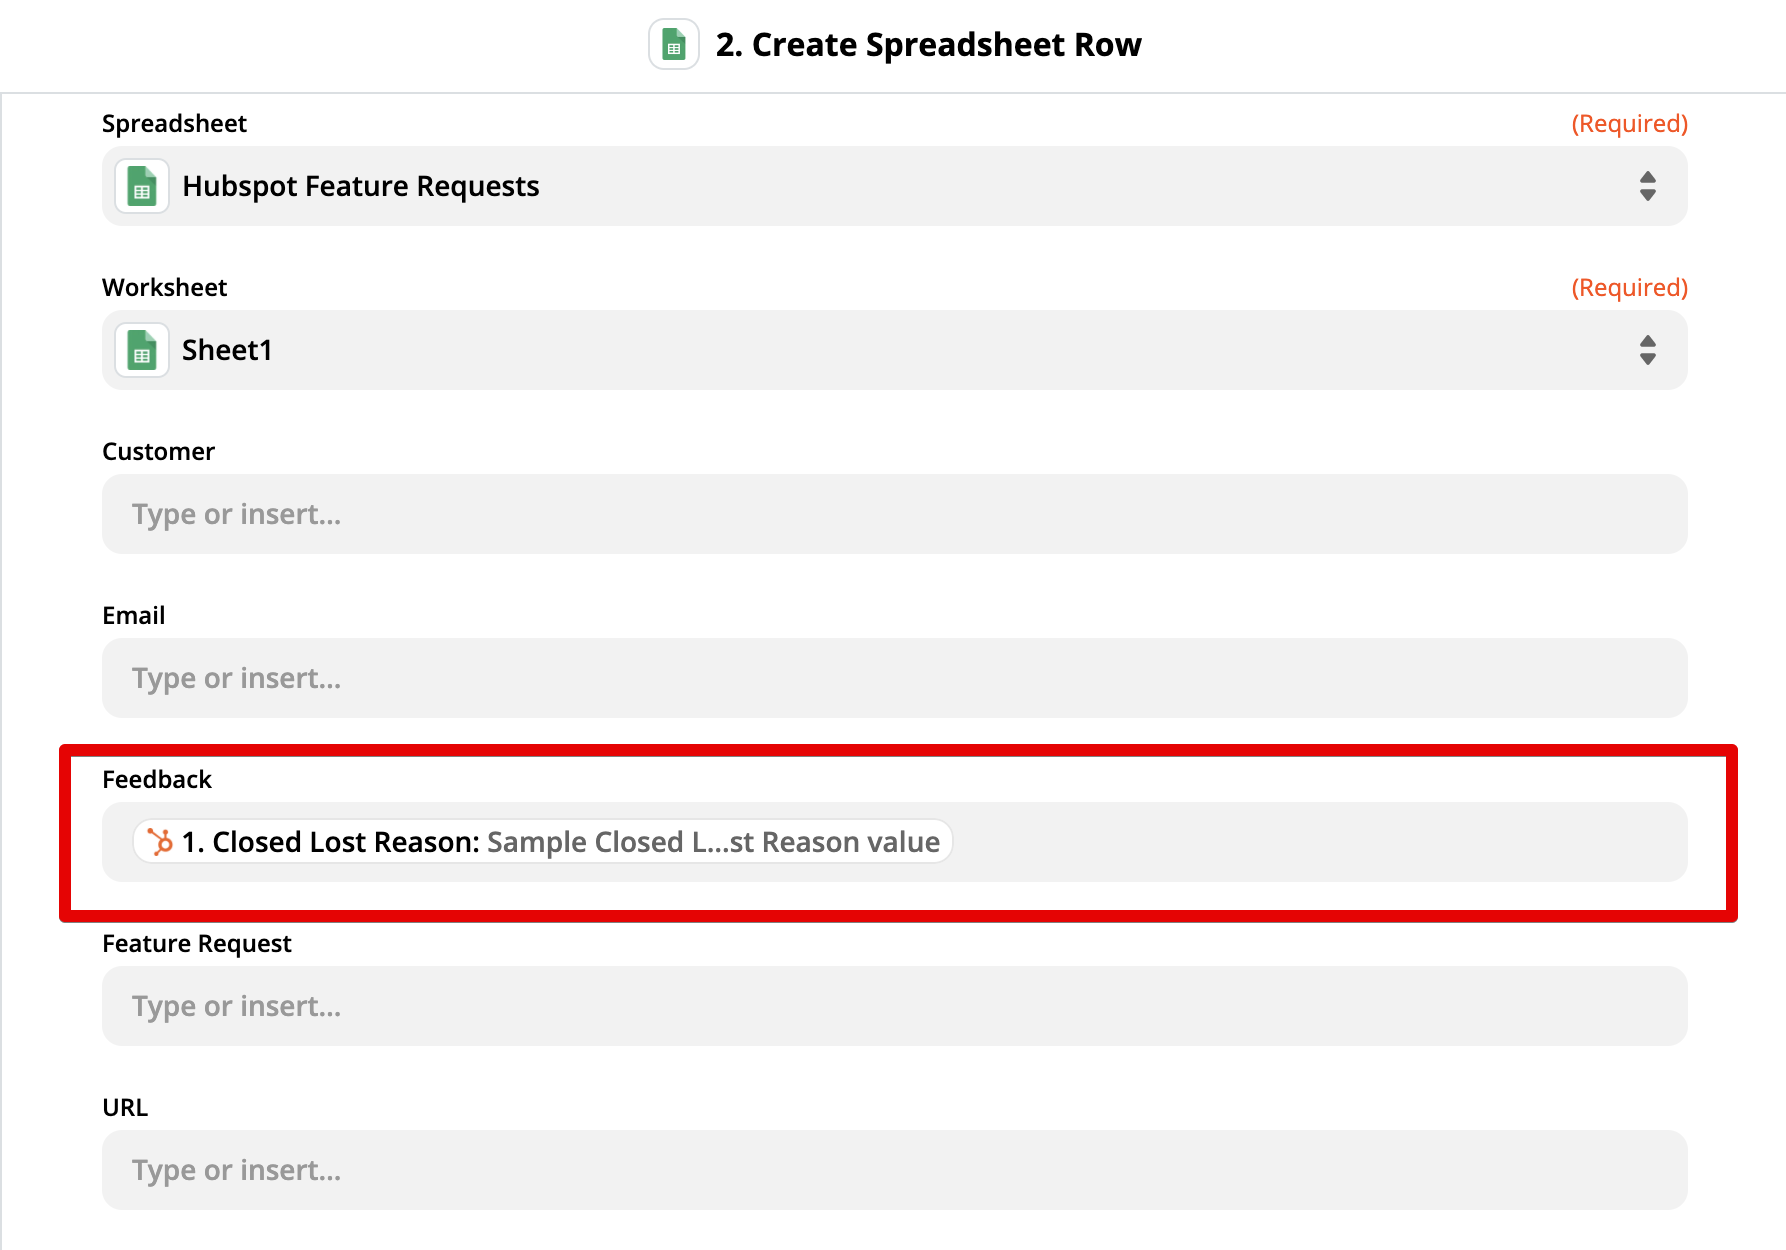 2. Create Spreadsheet Row
Spreadsheet (Required)
Hubspot Feature Requests
Worksheet (Required)
Sheet1
Customer
Type or insert...
Email
Type or insert...
Feedback
1. Closed Lost Reason: Sample Closed L...st Reason value
Feature Request
Type or insert...
URL
Type or insert...